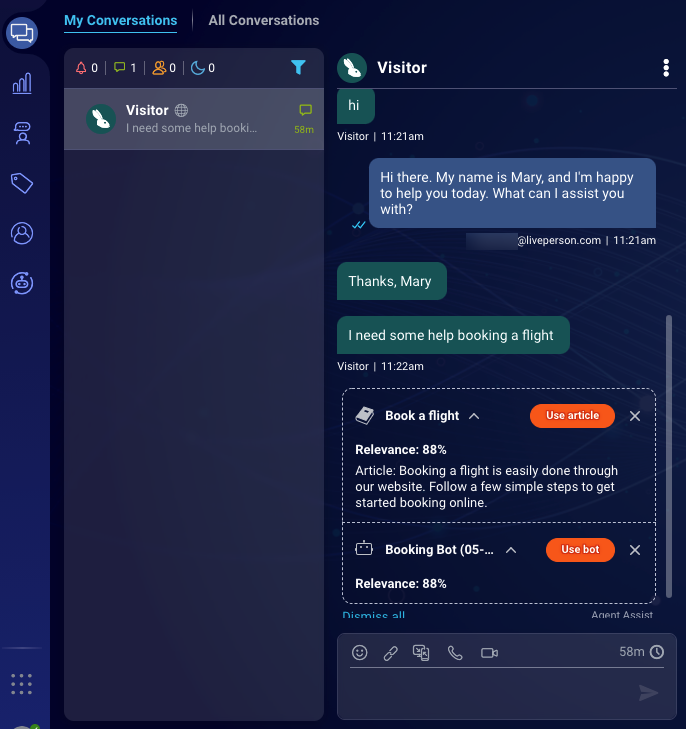 My Conversations
All Conversations
0
1
0
0
Visitor
I need some help booki...
58m
Visitor
hi
Visitor | 11:21am
Hi there. My name is Mary, and I'm happy
to help you today. What can I assist you
with?
@liveperson.com | 11:21am
Thanks, Mary
I need some help booking a flight
Visitor | 11:22am
Book a flight
Use article
Relevance: 88%
Article: Booking a flight is easily done through
our website. Follow a few simple steps to get
started booking online.
Booking Bot (05-...
Use bot
Relevance: 88%
Dismiss all
Agent Assist
58m